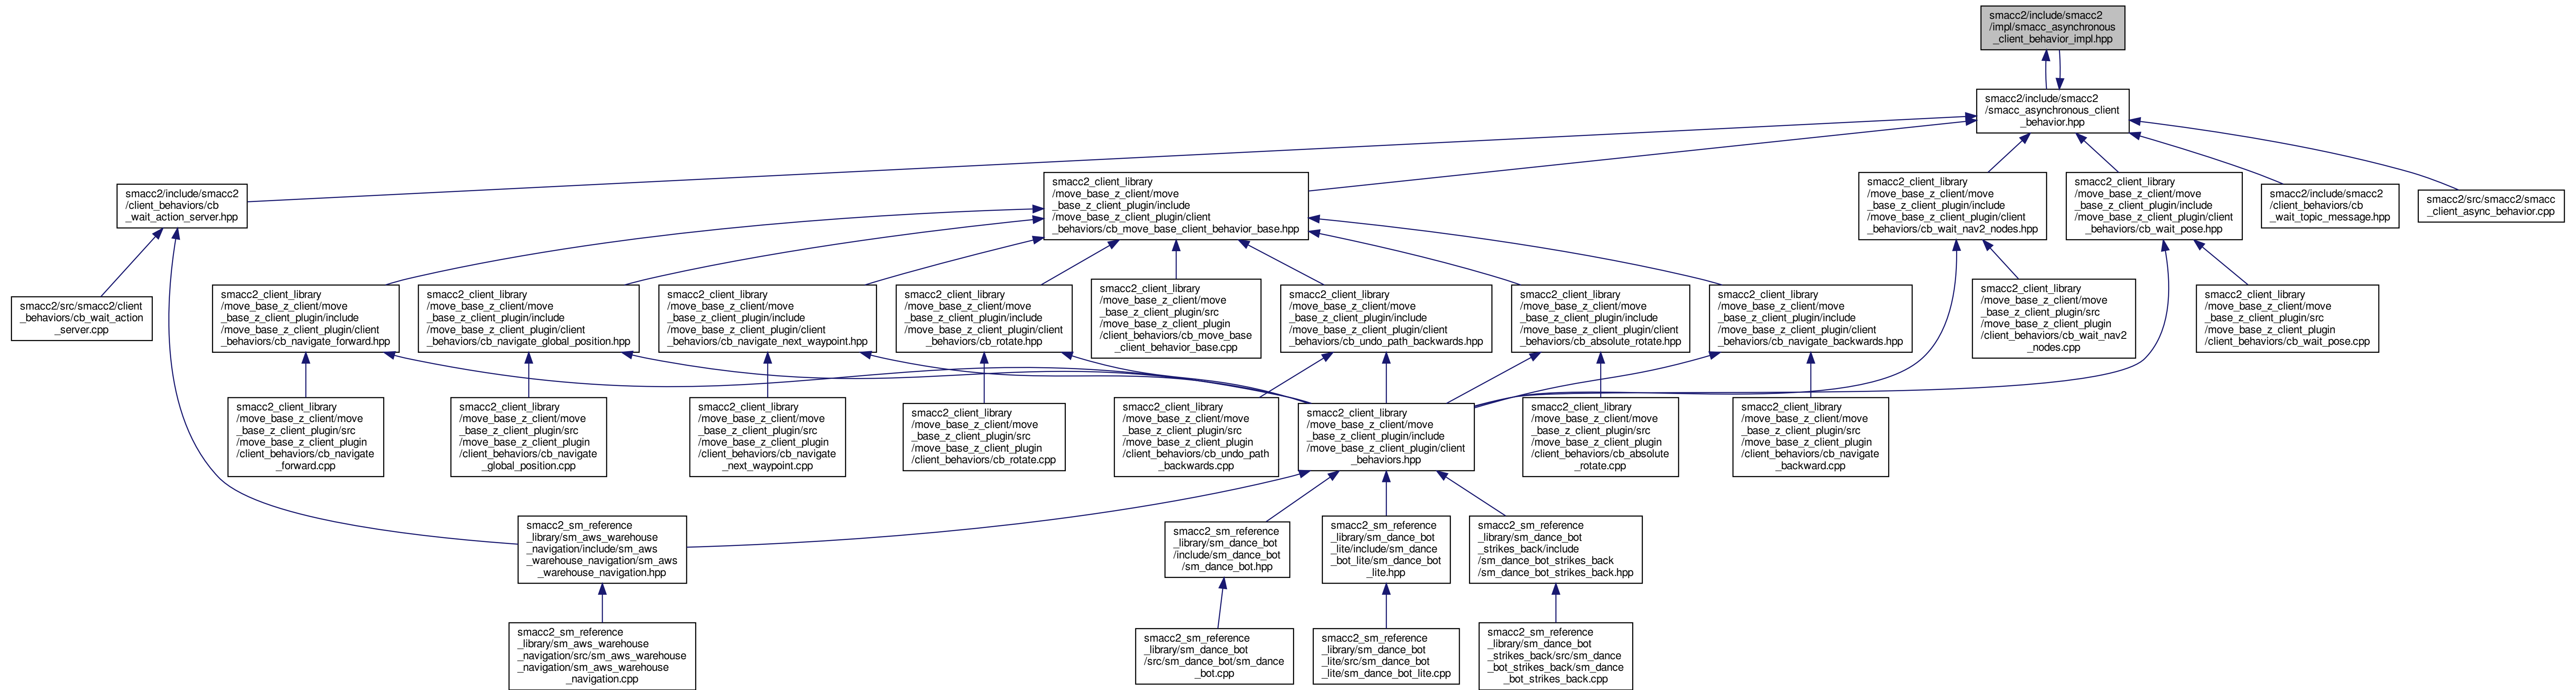 smacc2/include/smacc2
/impl/smacc_asynchronous
_client_behavior_impl.hpp
smacc2/include/smacc2
/smacc_asynchronous_client
_behavior.hpp
smacc2/include/smacc2
/client_behaviors/cb
_wait_action_server.hpp
smacc2_client_library
/move_base_z_client/move
_base_z_client_plugin/include
/move_base_z_client_plugin/client
_behaviors/cb_move_base_client_behavior_base.hpp
smacc2_client_library
/move_base_z_client/move
_base_z_client_plugin/include
/move_base_z_client_plugin/client
_behaviors/cb_wait_nav2_nodes.hpp
smacc2_client_library
/move_base_z_client/move
_base_z_client_plugin/include
/move_base_z_client_plugin/client
_behaviors/cb_wait_pose.hpp
smacc2/include/smacc2
/client_behaviors/cb
_wait_topic_message.hpp
smacc2/src/smacc2/smacc
_client_async_behavior.cpp
smacc2/src/smacc2/client
_behaviors/cb_wait_action
_server.cpp
smacc2_client_library
/move_base_z_client/move
_base_z_client_plugin/include
/move_base_z_client_plugin/client
_behaviors/cb_navigate_forward.hpp
smacc2_client_library
/move_base_z_client/move
_base_z_client_plugin/include
/move_base_z_client_plugin/client
_behaviors/cb_navigate_global_position.hpp
smacc2_client_library
/move_base_z_client/move
_base_z_client_plugin/include
/move_base_z_client_plugin/client
_behaviors/cb_navigate_next_waypoint.hpp
smacc2_client_library
/move_base_z_client/move
_base_z_client_plugin/include
/move_base_z_client_plugin/client
_behaviors/cb_rotate.hpp
smacc2_client_library
/move_base_z_client/move
_base_z_client_plugin/src
/move_base_z_client_plugin
/client_behaviors/cb_move_base
_client_behavior_base.cpp
smacc2_client_library
/move_base_z_client/move
_base_z_client_plugin/include
/move_base_z_client_plugin/client
_behaviors/cb_undo_path_backwards.hpp
smacc2_client_library
/move_base_z_client/move
_base_z_client_plugin/include
/move_base_z_client_plugin/client
_behaviors/cb_absolute_rotate.hpp
smacc2_client_library
/move_base_z_client/move
_base_z_client_plugin/include
/move_base_z_client_plugin/client
_behaviors/cb_navigate_backwards.hpp
smacc2_client_library
/move_base_z_client/move
_base_z_client_plugin/src
/move_base_z_client_plugin
/client_behaviors/cb_wait_nav2
_nodes.cpp
smacc2_client_library
/move_base_z_client/move
_base_z_client_plugin/src
/move_base_z_client_plugin
/client_behaviors/cb_wait_pose.cpp
smacc2_client_library
/move_base_z_client/move
_base_z_client_plugin/src
/move_base_z_client_plugin
/client_behaviors/cb_navigate
_forward.cpp
smacc2_client_library
/move_base_z_client/move
_base_z_client_plugin/src
/move_base_z_client_plugin
/client_behaviors/cb_navigate
_global_position.cpp
smacc2_client_library
/move_base_z_client/move
_base_z_client_plugin/src
/move_base_z_client_plugin
/client_behaviors/cb_navigate
_next_waypoint.cpp
smacc2_client_library
/move_base_z_client/move
_base_z_client_plugin/src
/move_base_z_client_plugin
/client_behaviors/cb_rotate.cpp
smacc2_client_library
/move_base_z_client/move
_base_z_client_plugin/src
/move_base_z_client_plugin
/client_behaviors/cb_undo_path
_backwards.cpp
smacc2_client_library
/move_base_z_client/move
_base_z_client_plugin/include
/move_base_z_client_plugin/client
_behaviors.hpp
smacc2_client_library
/move_base_z_client/move
_base_z_client_plugin/src
/move_base_z_client_plugin
/client_behaviors/cb_absolute
_rotate.cpp
smacc2_client_library
/move_base_z_client/move
_base_z_client_plugin/src
/move_base_z_client_plugin
/client_behaviors/cb_navigate
_backward.cpp
smacc2_sm_reference
_library/sm_aws_warehouse
_navigation/include/sm_aws
_warehouse_navigation/sm_aws
_warehouse_navigation.hpp
smacc2_sm_reference
_library/sm_dance_bot
/include/sm_dance_bot
/sm_dance_bot.hpp
smacc2_sm_reference
_library/sm_dance_bot
_lite/include/sm_dance
_bot_lite/sm_dance_bot
_lite.hpp
smacc2_sm_reference
_library/sm_dance_bot
_strikes_back/include
/sm_dance_bot_strikes_back
/sm_dance_bot_strikes_back.hpp
smacc2_sm_reference
_library/sm_aws_warehouse
_navigation/src/sm_aws_warehouse
_navigation/sm_aws_warehouse
_navigation.cpp
smacc2_sm_reference
_library/sm_dance_bot
/src/sm_dance_bot/sm_dance
_bot.cpp
smacc2_sm_reference
_library/sm_dance_bot
_lite/src/sm_dance_bot
_lite/sm_dance_bot_lite.cpp
smacc2_sm_reference
_library/sm_dance_bot
_strikes_back/src/sm_dance
_bot_strikes_back/sm_dance
_bot_strikes_back.cpp